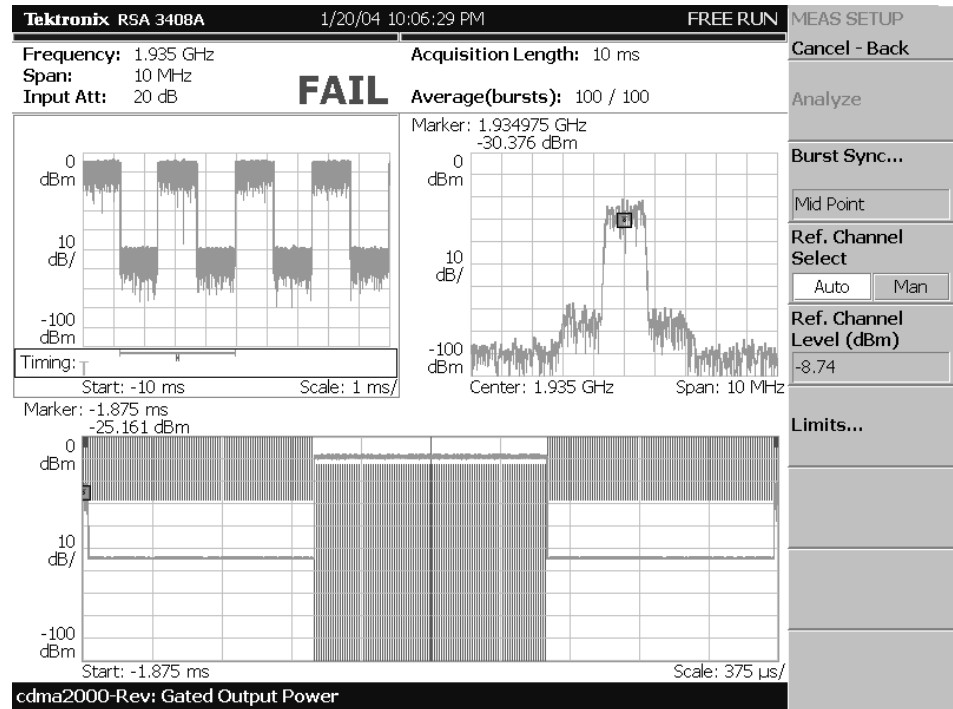 Tektronix RSA 3408A 1/20/04 10:06:29 PM FREE RUN
Frequency: 1.935 GHz
Span: 10 MHz
Input Att: 20 dB
FAIL
Acquisition Length: 10 ms
Average(bursts): 100 / 100
0
dBm
10
dB/
-100
dBm
Timing:
Start: -10 ms Scale: 1 ms/
Marker: 1.934975 GHz
-30.376 dBm
0
dBm
10
dB/
-100
dBm
Center: 1.935 GHz Span: 10 MHz
Marker: -1.875 ms
-25.161 dBm
0
dBm
10
dB/
-100
dBm
Start: -1.875 ms Scale: 375 µs/
cdma2000-Rev: Gated Output Power
MEAS SETUP
Cancel - Back
Analyze
Burst Sync...
Mid Point
Ref. Channel
Select
Auto Man
Ref. Channel
Level (dBm)
-8.74
Limits...